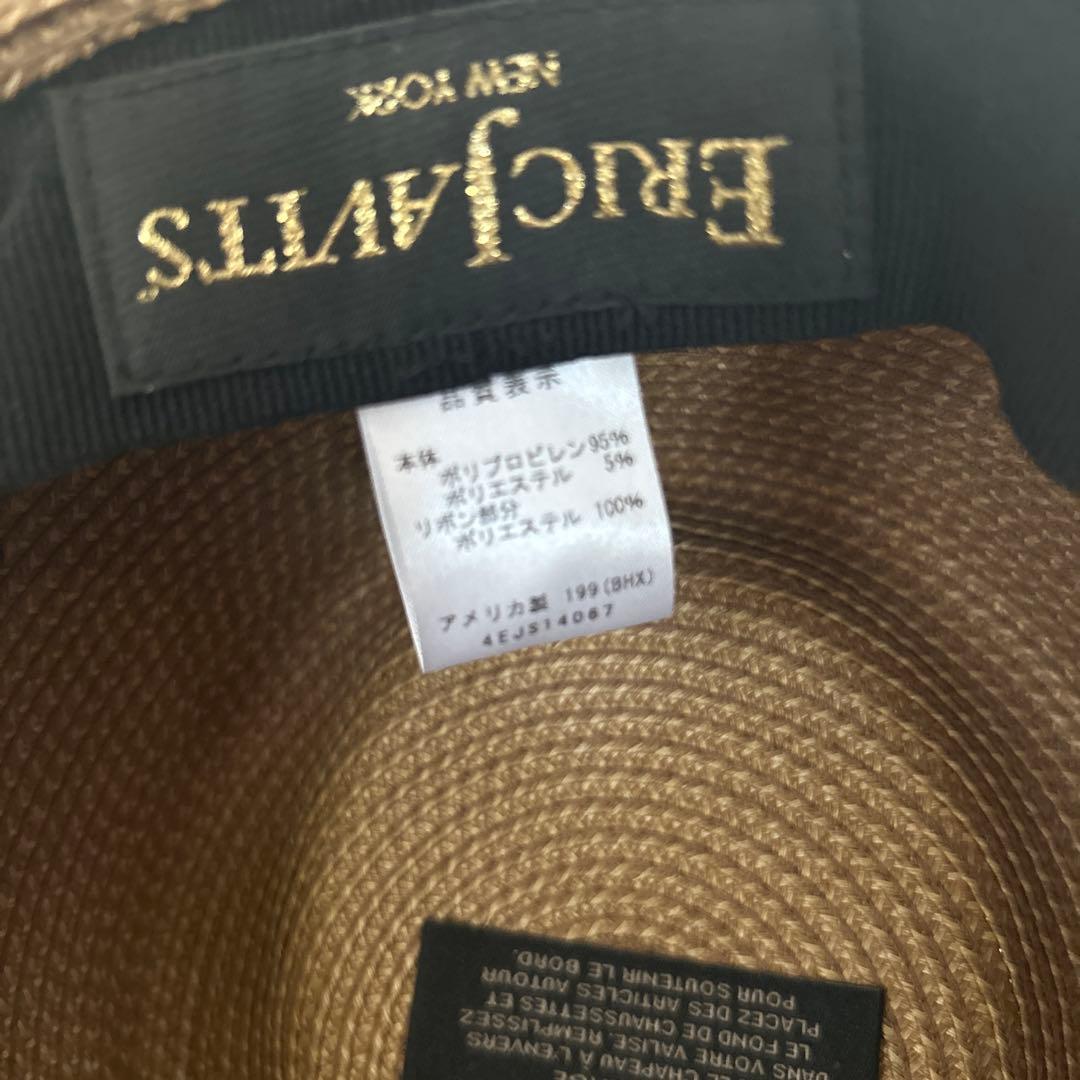 ERIC JAVITS
NEW YORK
品質表示
本体
ポリプロピレン95%
ポリエステル 5%
リボン部分
ポリエステル 100%
アメリカ製 199(BHX)
4EJS14067
LE CHAPEAU À L'ENVERS
DANS VOTRE VALISE. REMPLISSEZ
LE FOND DE CHAUSSETTES ET
PLACEZ DES ARTICLES AUTOUR
POUR SOUTENIR LE BORD.